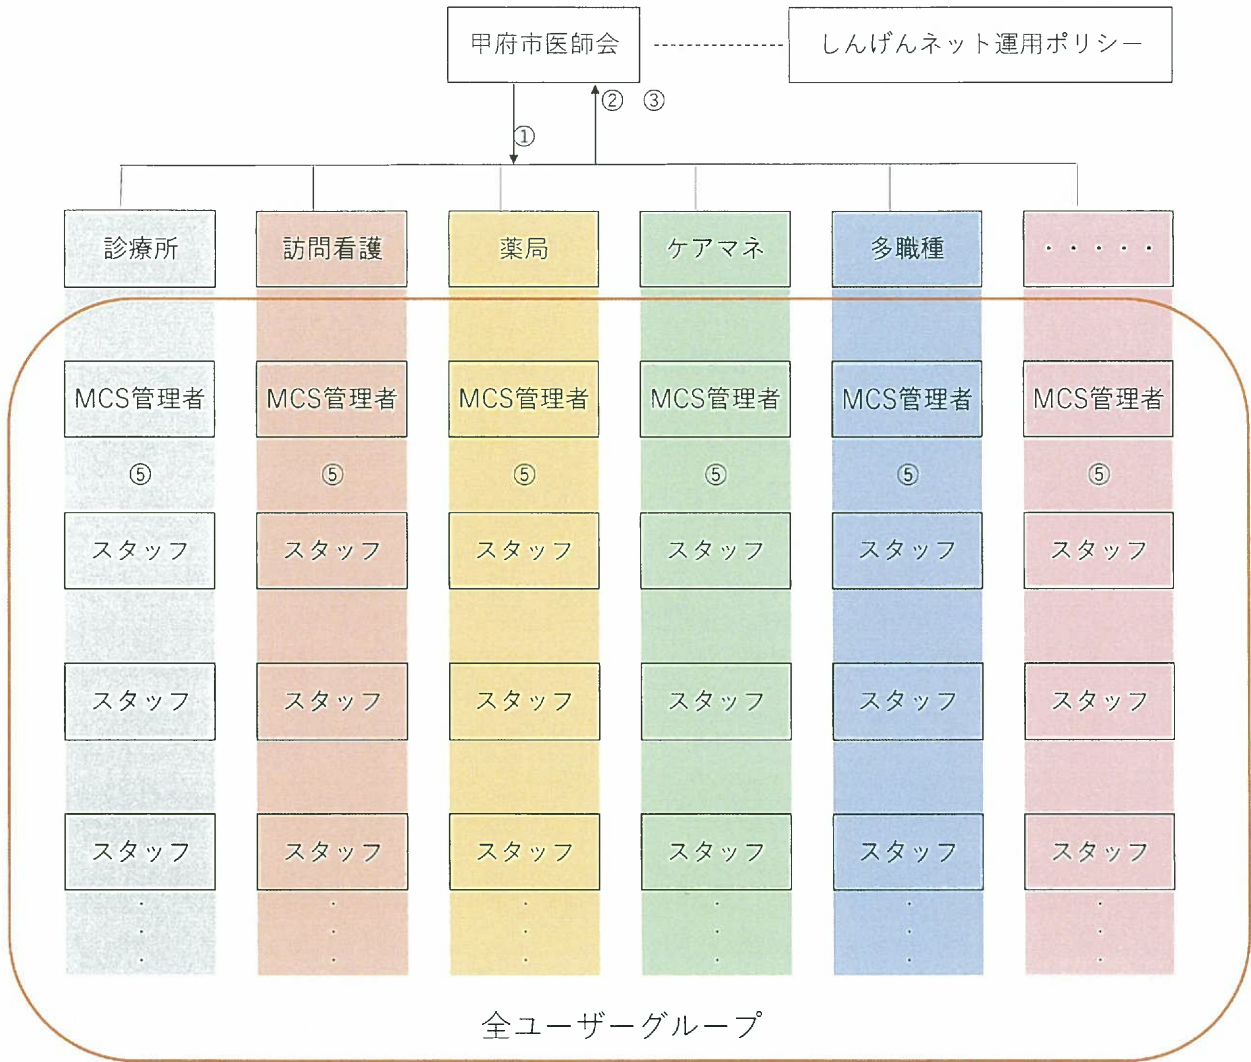 甲府市医師会 しんげんネット運用ポリシー
② ③
①
診療所 訪問看護 薬局 ケアマネ 多職種 ・・・・・
MCS管理者 MCS管理者 MCS管理者 MCS管理者 MCS管理者 MCS管理者
⑤ ⑤ ⑤ ⑤ ⑤ ⑤
スタッフ スタッフ スタッフ スタッフ スタッフ スタッフ
スタッフ スタッフ スタッフ スタッフ スタッフ スタッフ
スタッフ スタッフ スタッフ スタッフ スタッフ スタッフ
・ ・ ・ ・ ・ ・
・ ・ ・ ・ ・ ・
・ ・ ・ ・ ・ ・
全ユーザーグループ